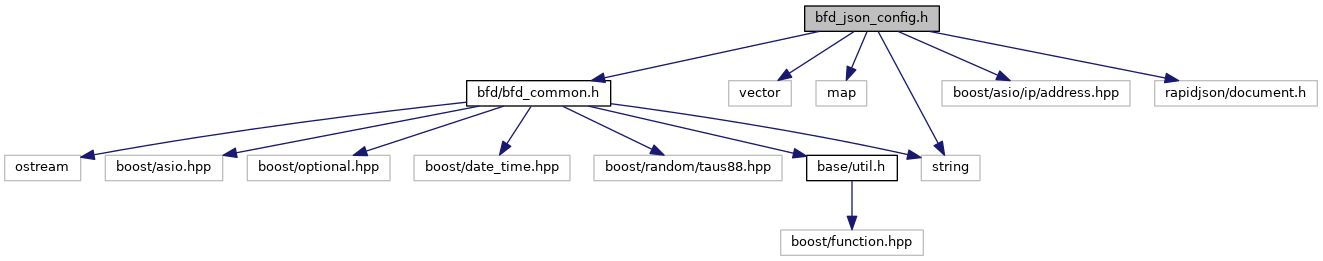 bfd_json_config.h
bfd/bfd_common.h
vector
map
boost/asio/ip/address.hpp
rapidjson/document.h
ostream
boost/asio.hpp
boost/optional.hpp
boost/date_time.hpp
boost/random/taus88.hpp
base/util.h
string
boost/function.hpp